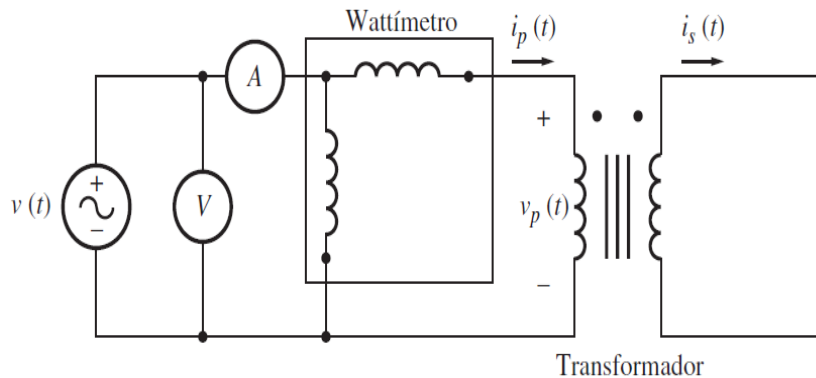 Wattímetro
i_p (t)
i_s (t)
A
+
+
v (t)
V
v_p (t)
–
–
Transformador